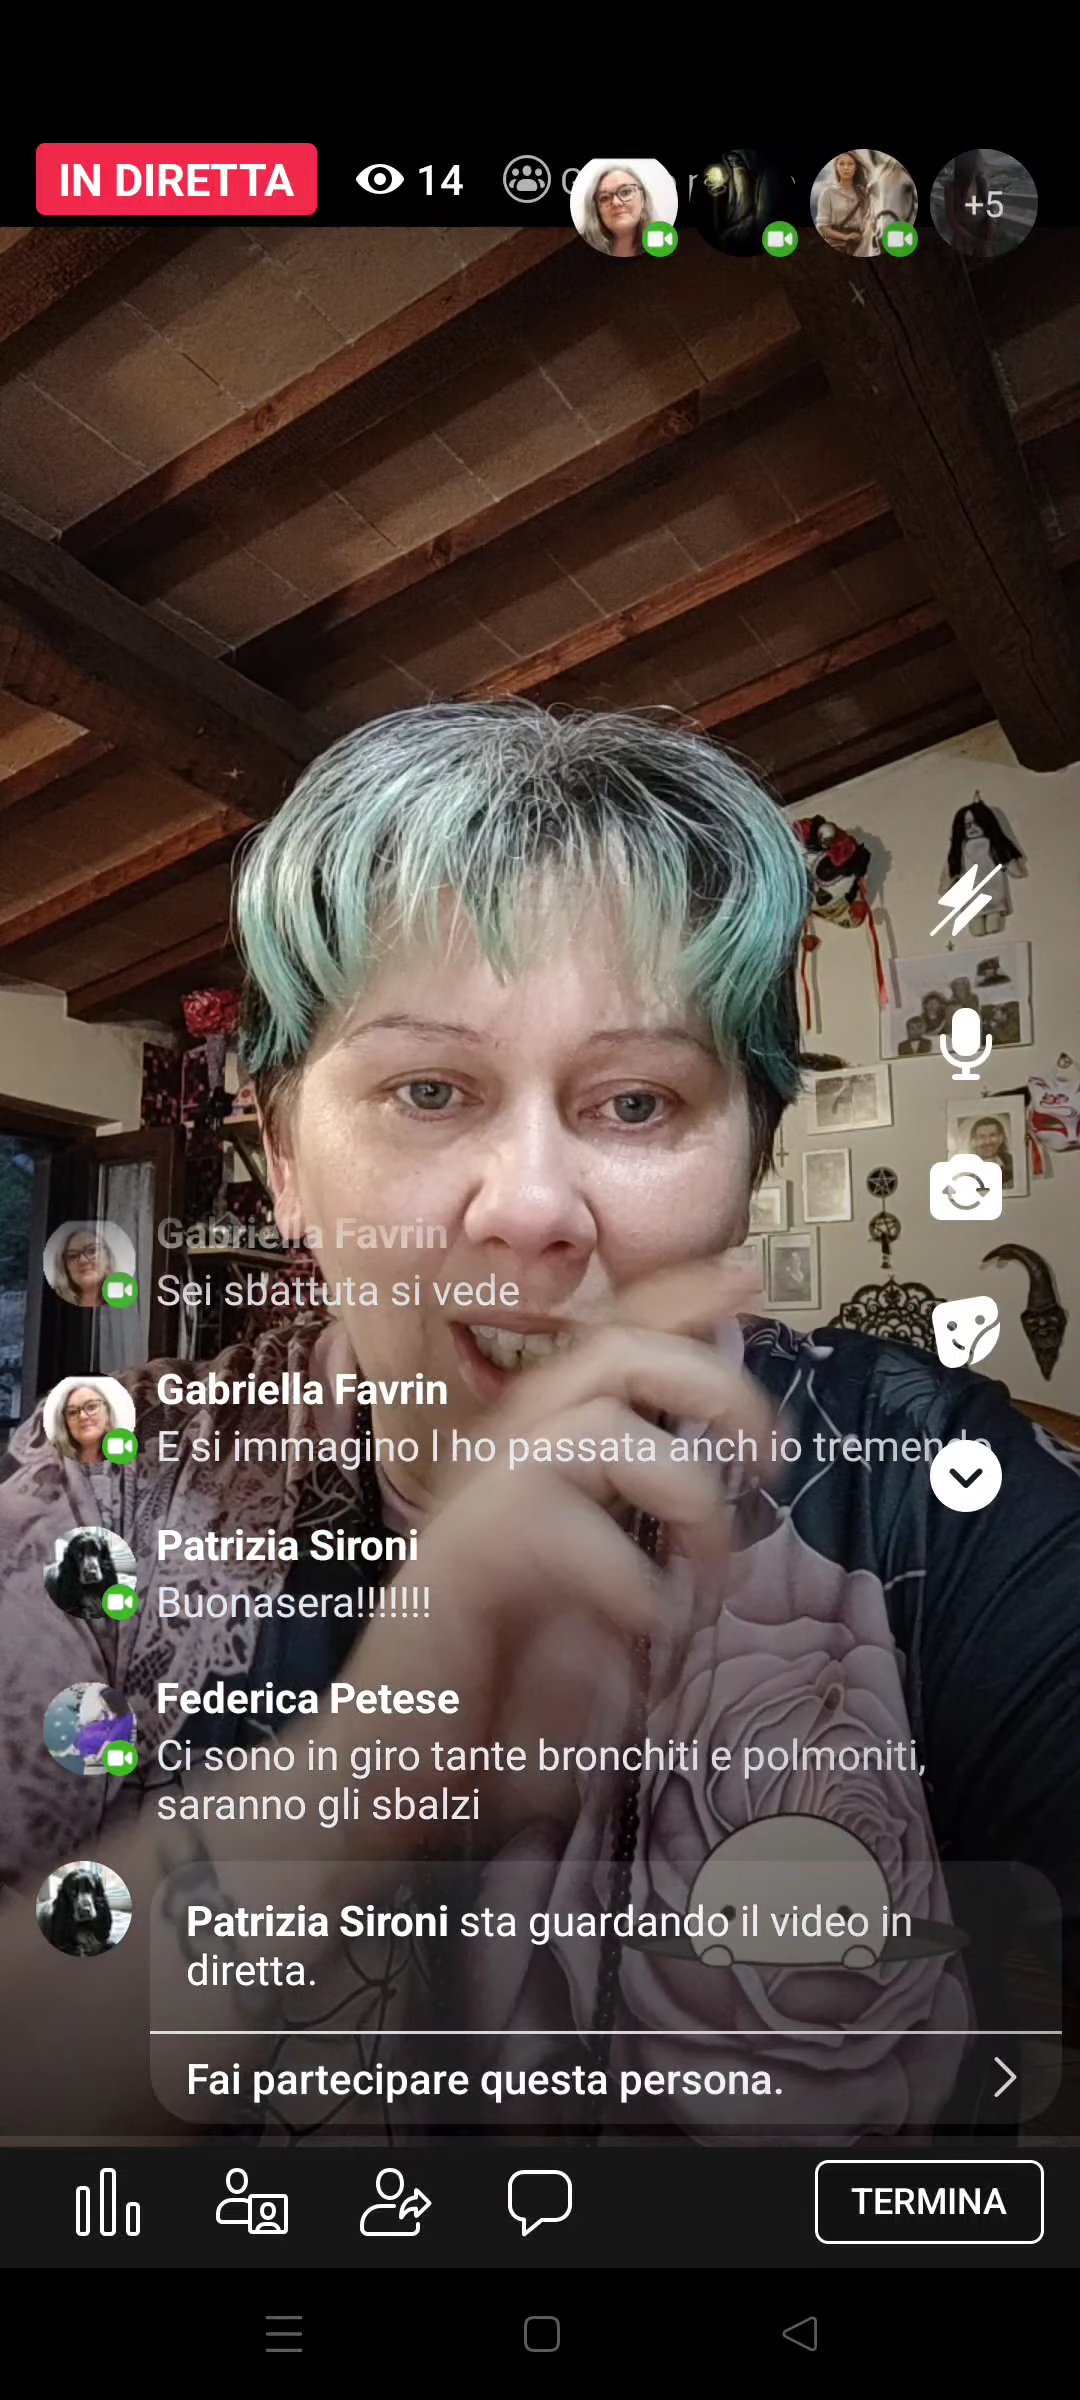 IN DIRETTA
14
+5
Gabriella Favrin
Sei sbattuta si vede
Gabriella Favrin
E si immagino l ho passata anch io tremendo
Patrizia Sironi
Buonasera!!!!!!!
Federica Petese
Ci sono in giro tante bronchiti e polmoniti,
saranno gli sbalzi
Patrizia Sironi sta guardando il video in
diretta.
Fai partecipare questa persona.
TERMINA